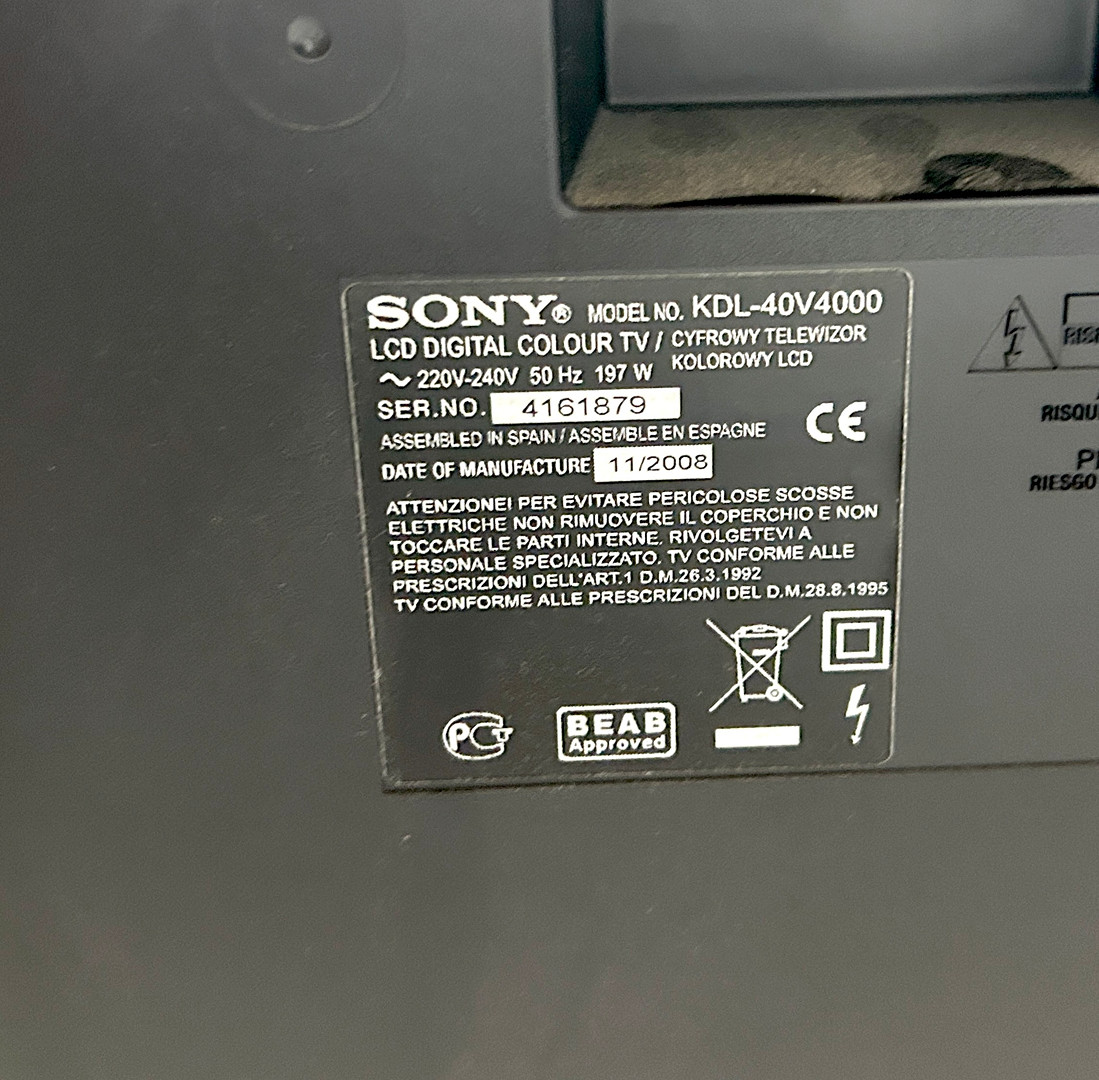 SONY® MODEL NO. KDL-40V4000
LCD DIGITAL COLOUR TV / CYFROWY TELEWIZOR
KOLOROWY LCD
~ 220V-240V 50 Hz 197 W
SER.NO. 4161879
ASSEMBLED IN SPAIN / ASSEMBLE EN ESPAGNE
CE
DATE OF MANUFACTURE 11/2008
ATTENZIONE! PER EVITARE PERICOLOSE SCOSSE
ELETTRICHE NON RIMUOVERE IL COPERCHIO E NON
TOCCARE LE PARTI INTERNE. RIVOLGETEVI A
PERSONALE SPECIALIZZATO. TV CONFORME ALLE
PRESCRIZIONI DELL'ART.1 D.M.26.3.1992
TV CONFORME ALLE PRESCRIZIONI DEL D.M.28.8.1995
BEAB
Approved
RIESGO